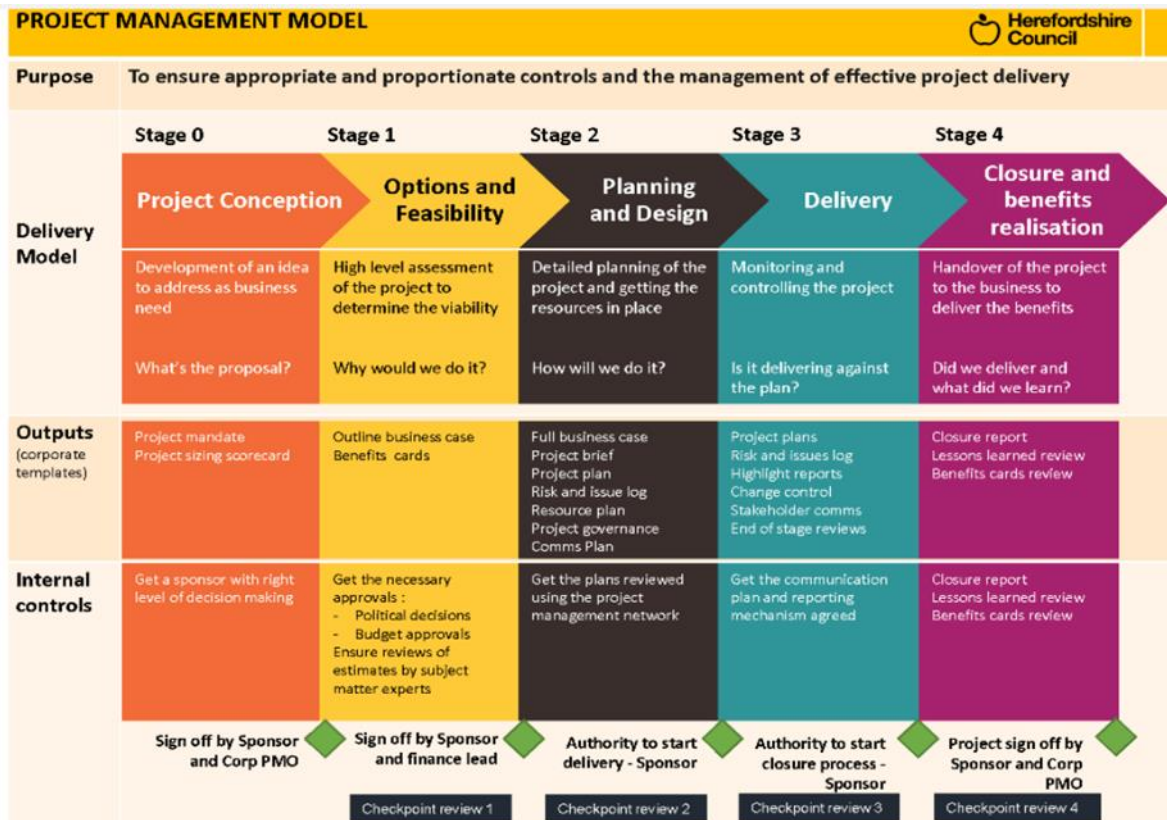 PROJECT MANAGEMENT MODEL
Herefordshire
Council
Purpose
To ensure appropriate and proportionate controls and the management of effective project delivery
Delivery
Model
Stage 0
Stage 1
Stage 2
Stage 3
Stage 4
Project Conception
Options and
Feasibility
Planning
and Design
Delivery
Closure and
benefits
realisation
Development of an idea
to address as business
need
What's the proposal?
High level assessment
of the project to
determine the viability
Why would we do it?
Detailed planning of the
project and getting the
resources in place
How will we do it?
Monitoring and
controlling the project
Is it delivering against
the plan?
Handover of the project
to the business to
deliver the benefits
Did we deliver and
what did we learn?
Outputs
(corporate
templates)
Project mandate
Project sizing scorecard
Outline business case
Benefits cards
Full business case
Project brief
Project plan
Risk and issue log
Resource plan
Project governance
Comms Plan
Project plans
Risk and issues log
Highlight reports
Change control
Stakeholder comms
End of stage reviews
Closure report
Lessons learned review
Benefits cards review
Internal
controls
Get a sponsor with right
level of decision making
Get the necessary
approvals :
- Political decisions
- Budget approvals
Ensure reviews of
estimates by subject
matter experts
Get the plans reviewed
using the project
management network
Get the communication
plan and reporting
mechanism agreed
Closure report
Lessons learned review
Benefits cards review
Sign off by Sponsor
and Corp PMO
Sign off by Sponsor
and finance lead
Authority to start
delivery - Sponsor
Authority to start
closure process -
Sponsor
Project sign off by
Sponsor and Corp
PMO
Checkpoint review 1
Checkpoint review 2
Checkpoint review 3
Checkpoint review 4